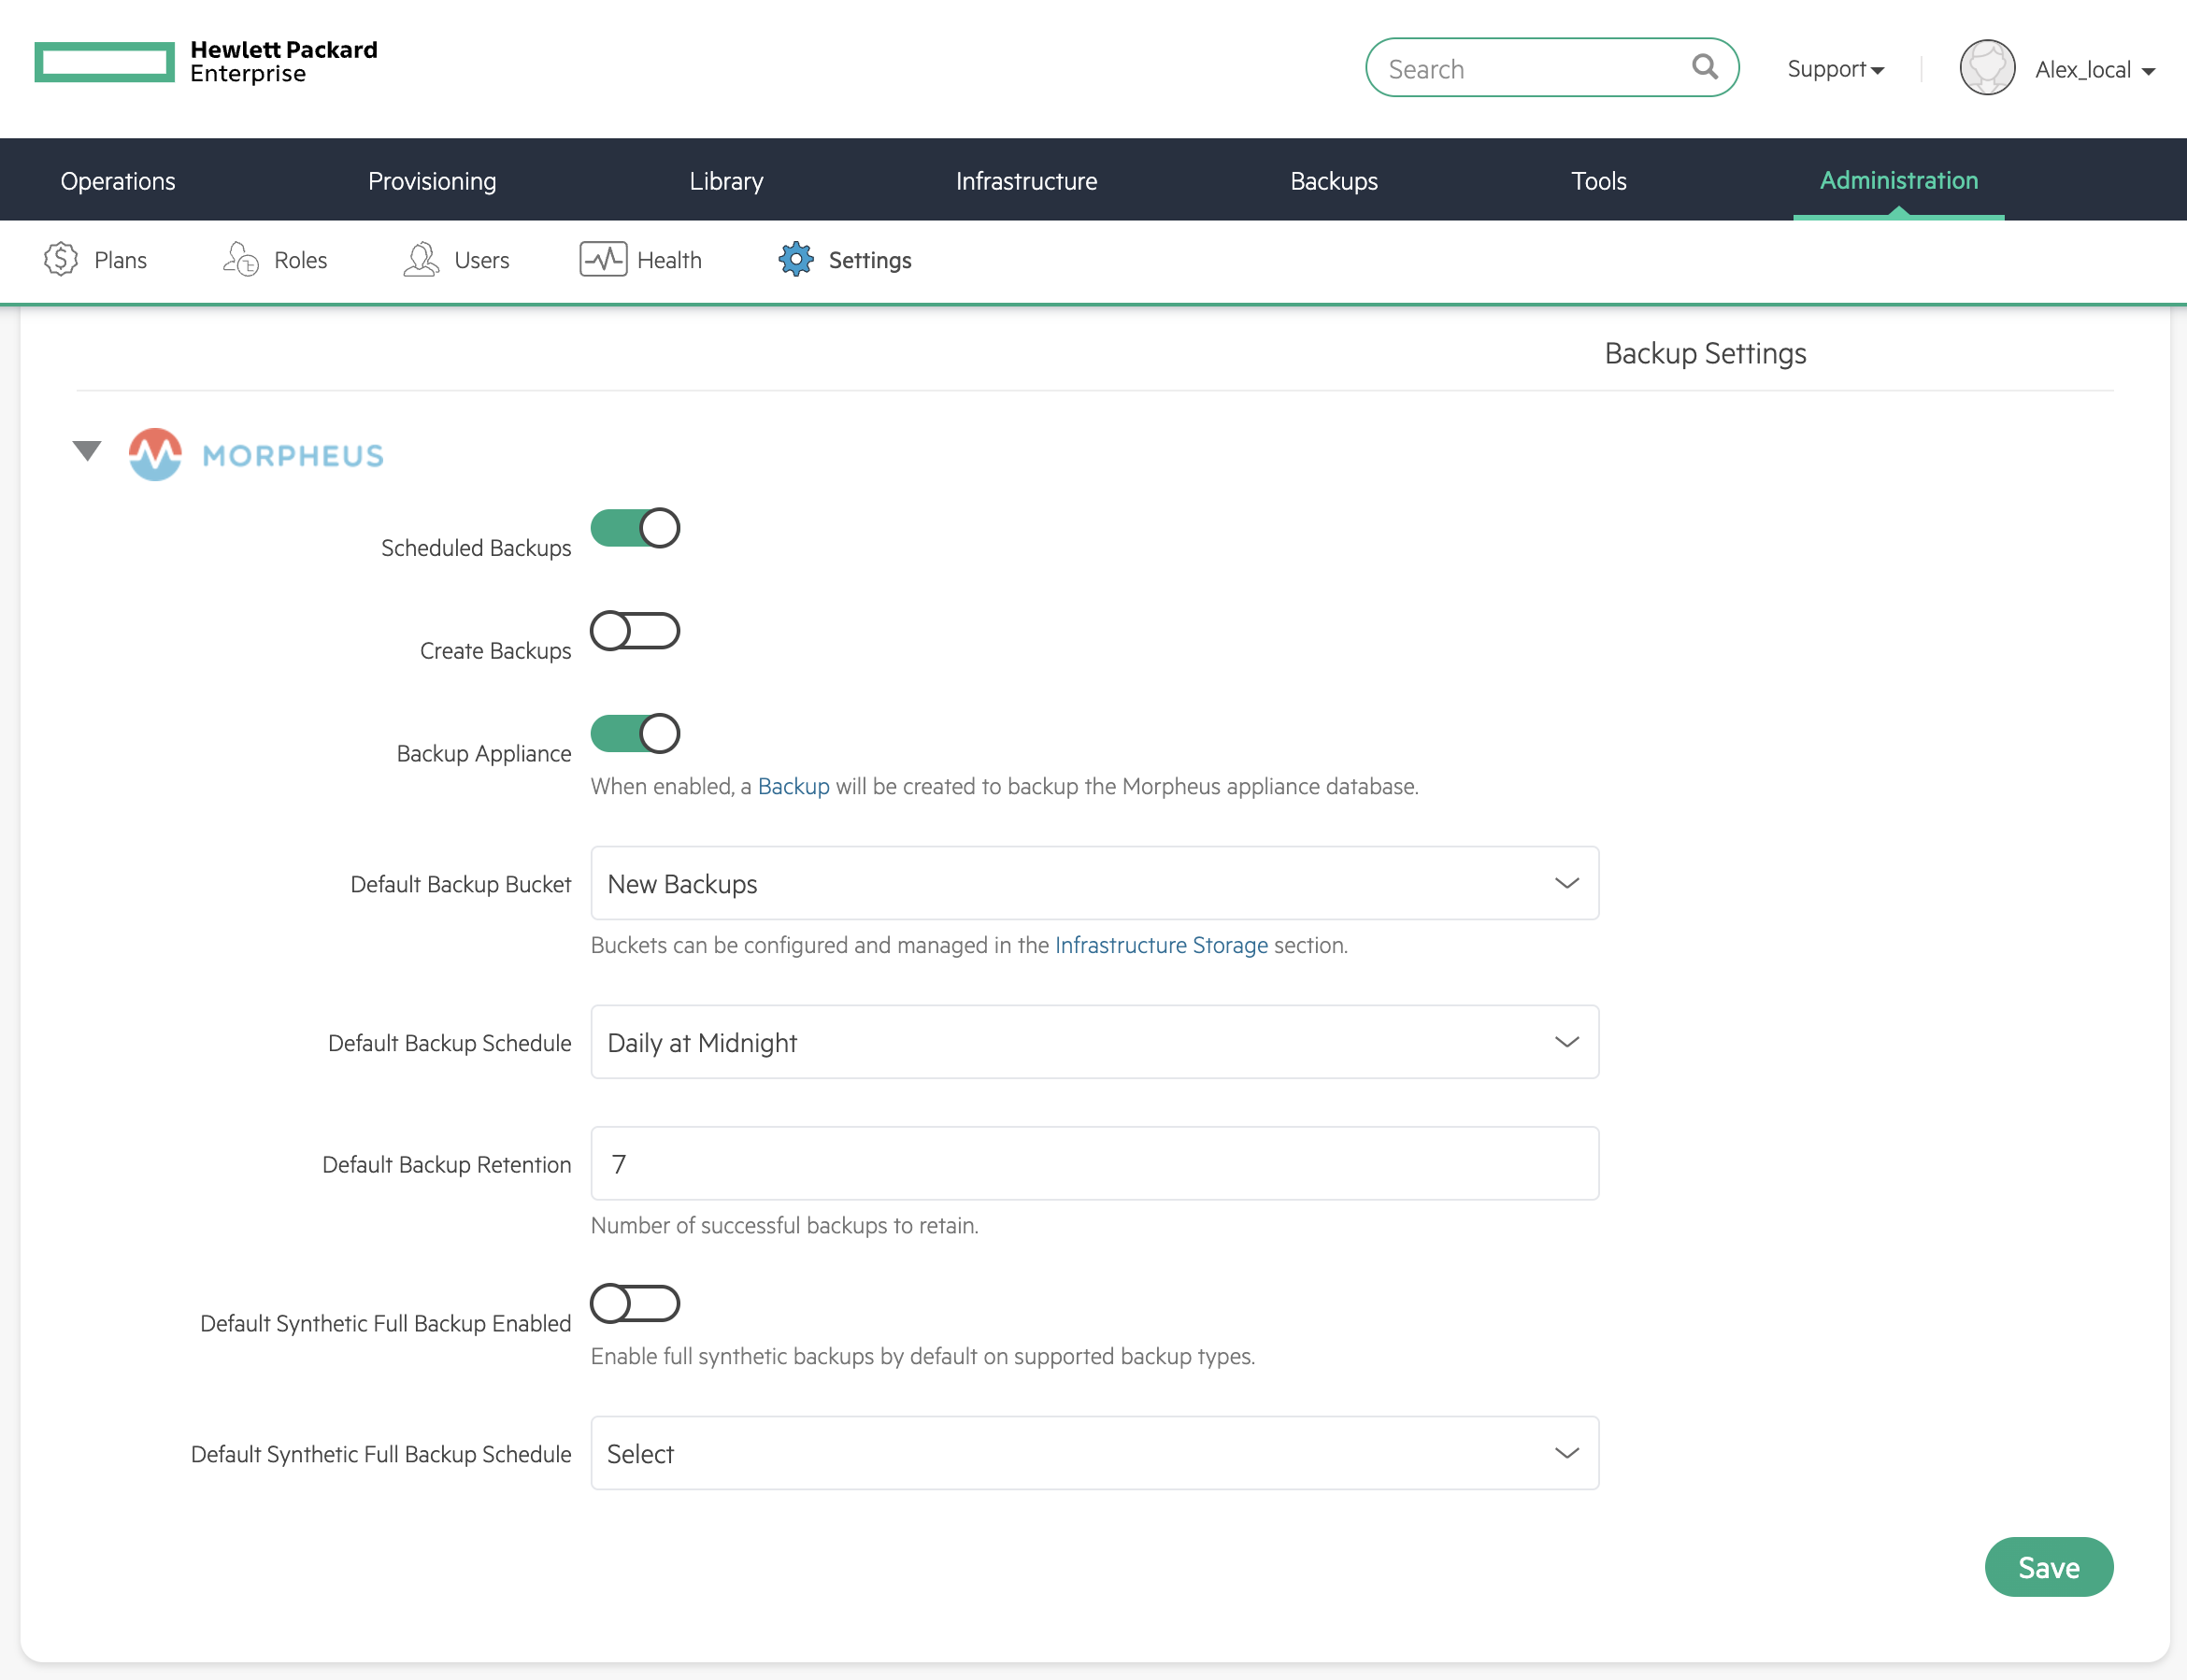 Hewlett Packard
Enterprise
Search
Support
Alex_local
Operations
Provisioning
Library
Infrastructure
Backups
Tools
Administration
Plans
Roles
Users
Health
Settings
Backup Settings
MORPHEUS
Scheduled Backups
Create Backups
Backup Appliance
When enabled, a Backup will be created to backup the Morpheus appliance database.
Default Backup Bucket
New Backups
Buckets can be configured and managed in the Infrastructure Storage section.
Default Backup Schedule
Daily at Midnight
Default Backup Retention
7
Number of successful backups to retain.
Default Synthetic Full Backup Enabled
Enable full synthetic backups by default on supported backup types.
Default Synthetic Full Backup Schedule
Select
Save